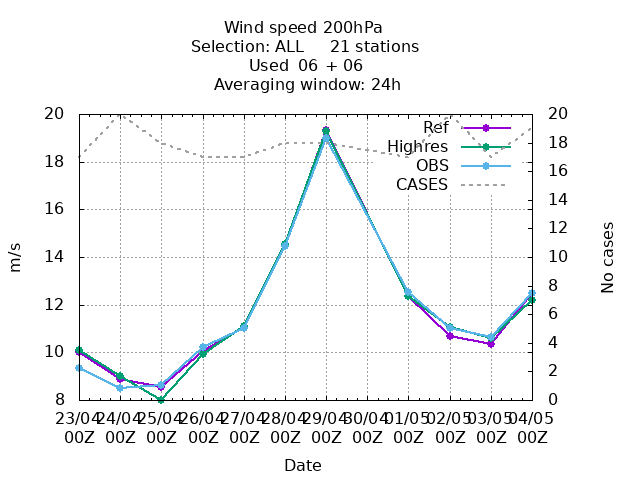 Wind speed 200hPa
Selection: ALL     21 stations
Used  06 + 06
Averaging window: 24h
20
18
16
14
12
10
8
m/s
Ref
Highres
OBS
CASES
20
18
16
14
12
10
8
6
4
2
0
No cases
23/04 24/04 25/04 26/04 27/04 28/04 29/04 30/04 01/05 02/05 03/05 04/05
00Z 00Z 00Z 00Z 00Z 00Z 00Z 00Z 00Z 00Z 00Z 00Z
Date